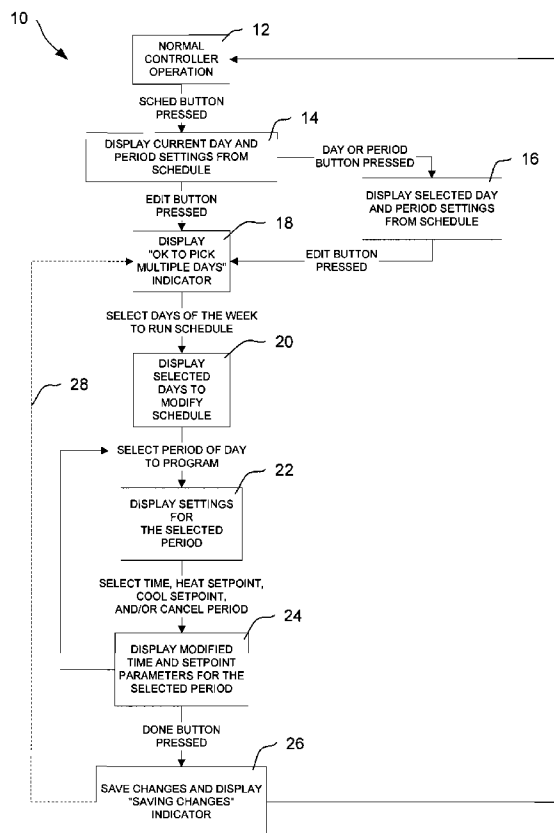 10
12
NORMAL
CONTROLLER
OPERATION
SCHED BUTTON
PRESSED
14
DISPLAY CURRENT DAY AND
PERIOD SETTINGS FROM
SCHEDULE
DAY OR PERIOD
BUTTON PRESSED
16
DISPLAY SELECTED DAY
AND PERIOD SETTINGS
FROM SCHEDULE
EDIT BUTTON
PRESSED
18
DISPLAY
"OK TO PICK
MULTIPLE DAYS"
INDICATOR
EDIT BUTTON
PRESSED
SELECT DAYS OF THE WEEK
TO RUN SCHEDULE
20
DISPLAY
SELECTED
DAYS TO
MODIFY
SCHEDULE
28
SELECT PERIOD OF DAY
TO PROGRAM
22
DISPLAY SETTINGS
FOR
THE SELECTED
PERIOD
SELECT TIME, HEAT SETPOINT,
COOL SETPOINT,
AND/OR CANCEL PERIOD
24
DISPLAY MODIFIED
TIME AND SETPOINT
PARAMETERS FOR THE
SELECTED PERIOD
DONE BUTTON
PRESSED
26
SAVE CHANGES AND DISPLAY
"SAVING CHANGES"
INDICATOR